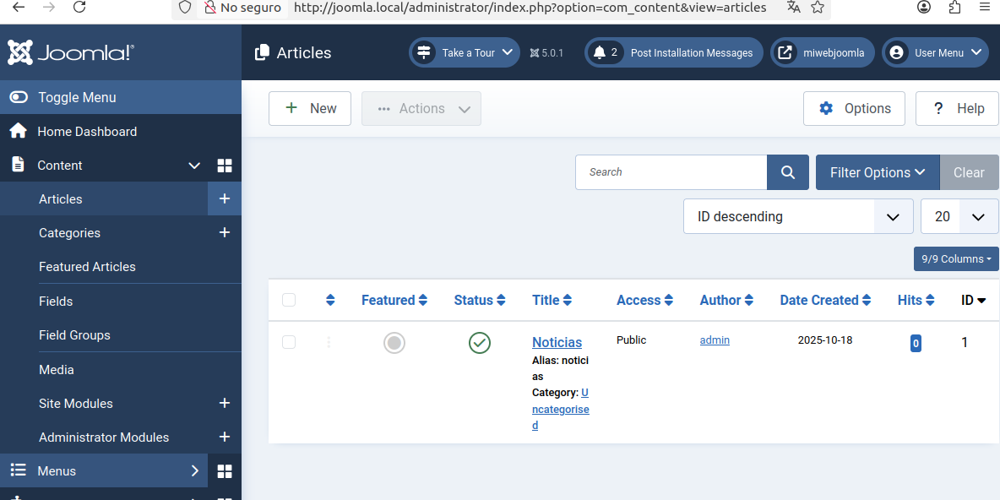 No seguro http://joomla.local/administrator/index.php?option=com_content&view=articles
Joomla!® Articles Take a Tour 5.0.1 2 Post Installation Messages miwebjoomla User Menu
Toggle Menu
Home Dashboard
Content
Articles
Categories
Featured Articles
Fields
Field Groups
Media
Site Modules
Administrator Modules
Menus
New Actions Options ? Help
Search Filter Options Clear
ID descending 20
9/9 Columns
Featured Status Title Access Author Date Created Hits ID
Noticias Public admin 2025-10-18 0 1
Alias: notici
as
Category: U
ncategorise
d